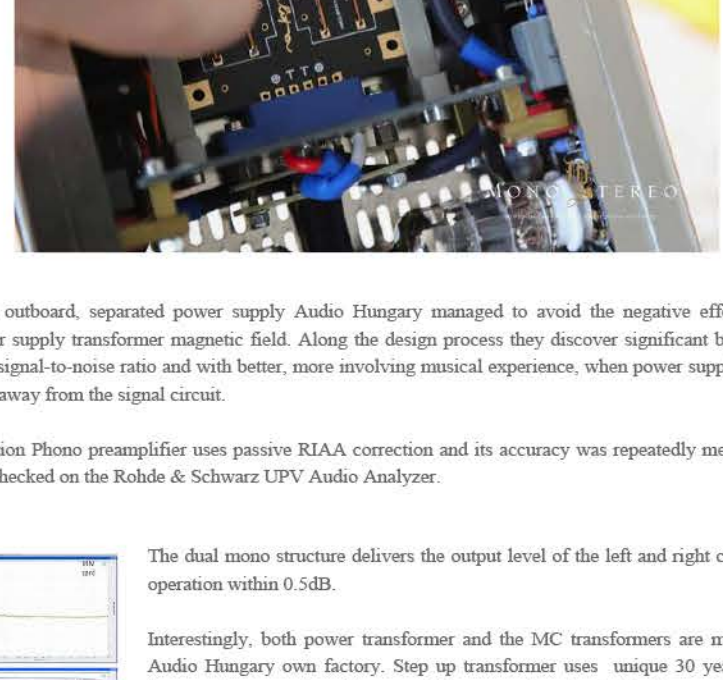 MONO STEREO
outboard, separated power supply Audio Hungary managed to avoid the negative effe
r supply transformer magnetic field. Along the design process they discover significant b
signal-to-noise ratio and with better, more involving musical experience, when power supp
away from the signal circuit.
ion Phono preamplifier uses passive RIAA correction and its accuracy was repeatedly me
hecked on the Rohde & Schwarz UPV Audio Analyzer.
The dual mono structure delivers the output level of the left and right c
operation within 0.5dB.
Interestingly, both power transformer and the MC transformers are m
Audio Hungary own factory. Step up transformer uses unique 30 yea